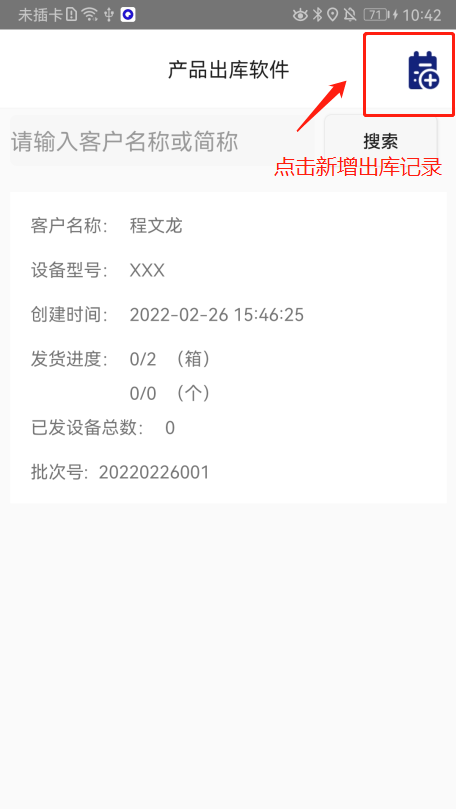 未插卡 71 10:42
产品出库软件
请输入客户名称或简称 搜索
点击新增出库记录
客户名称： 程文龙
设备型号： XXX
创建时间： 2022-02-26 15:46:25
发货进度： 0/2 （箱）
0/0 （个）
已发设备总数： 0
批次号: 20220226001